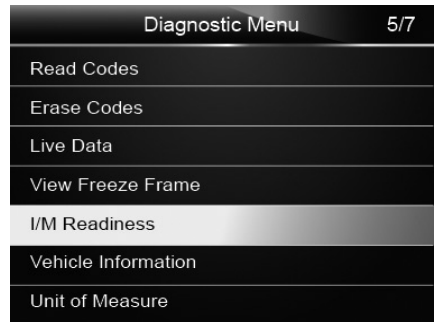 Diagnostic Menu 5/7
Read Codes
Erase Codes
Live Data
View Freeze Frame
I/M Readiness
Vehicle Information
Unit of Measure